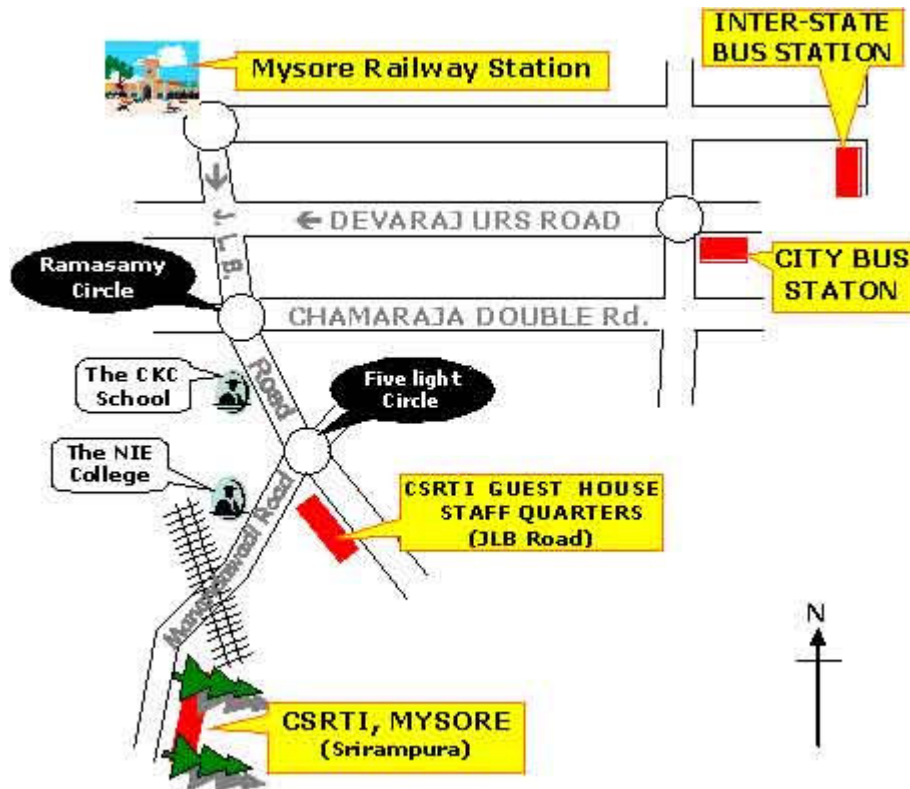 INTER-STATE
BUS STATION
Mysore Railway Station
J. L. B.
← DEVARAJ URS ROAD
Ramasamy
Circle
CITY BUS
STATON
CHAMARAJA DOUBLE Rd.
Road
The CKC
School
Five light
Circle
The NIE
College
CSRTI GUEST HOUSE
STAFF QUARTERS
(JLB Road)
Road
N
CSRTI, MYSORE
(Srirampura)